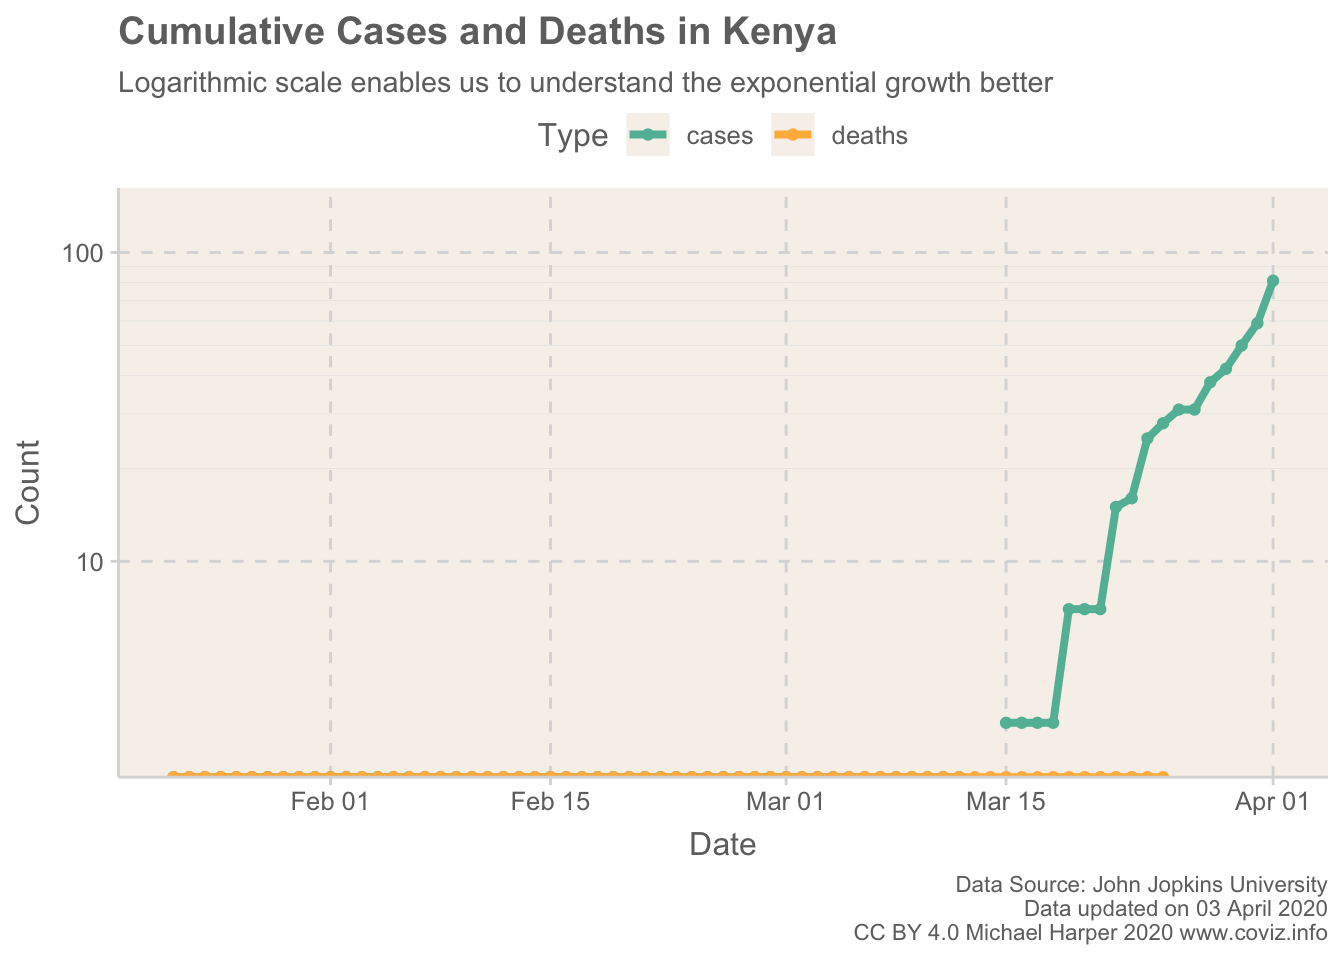 Cumulative Cases and Deaths in Kenya
Logarithmic scale enables us to understand the exponential growth better
Type cases deaths
100
10
Count
Feb 01 Feb 15 Mar 01 Mar 15 Apr 01
Date
Data Source: John Jopkins University
Data updated on 03 April 2020
CC BY 4.0 Michael Harper 2020 www.coviz.info